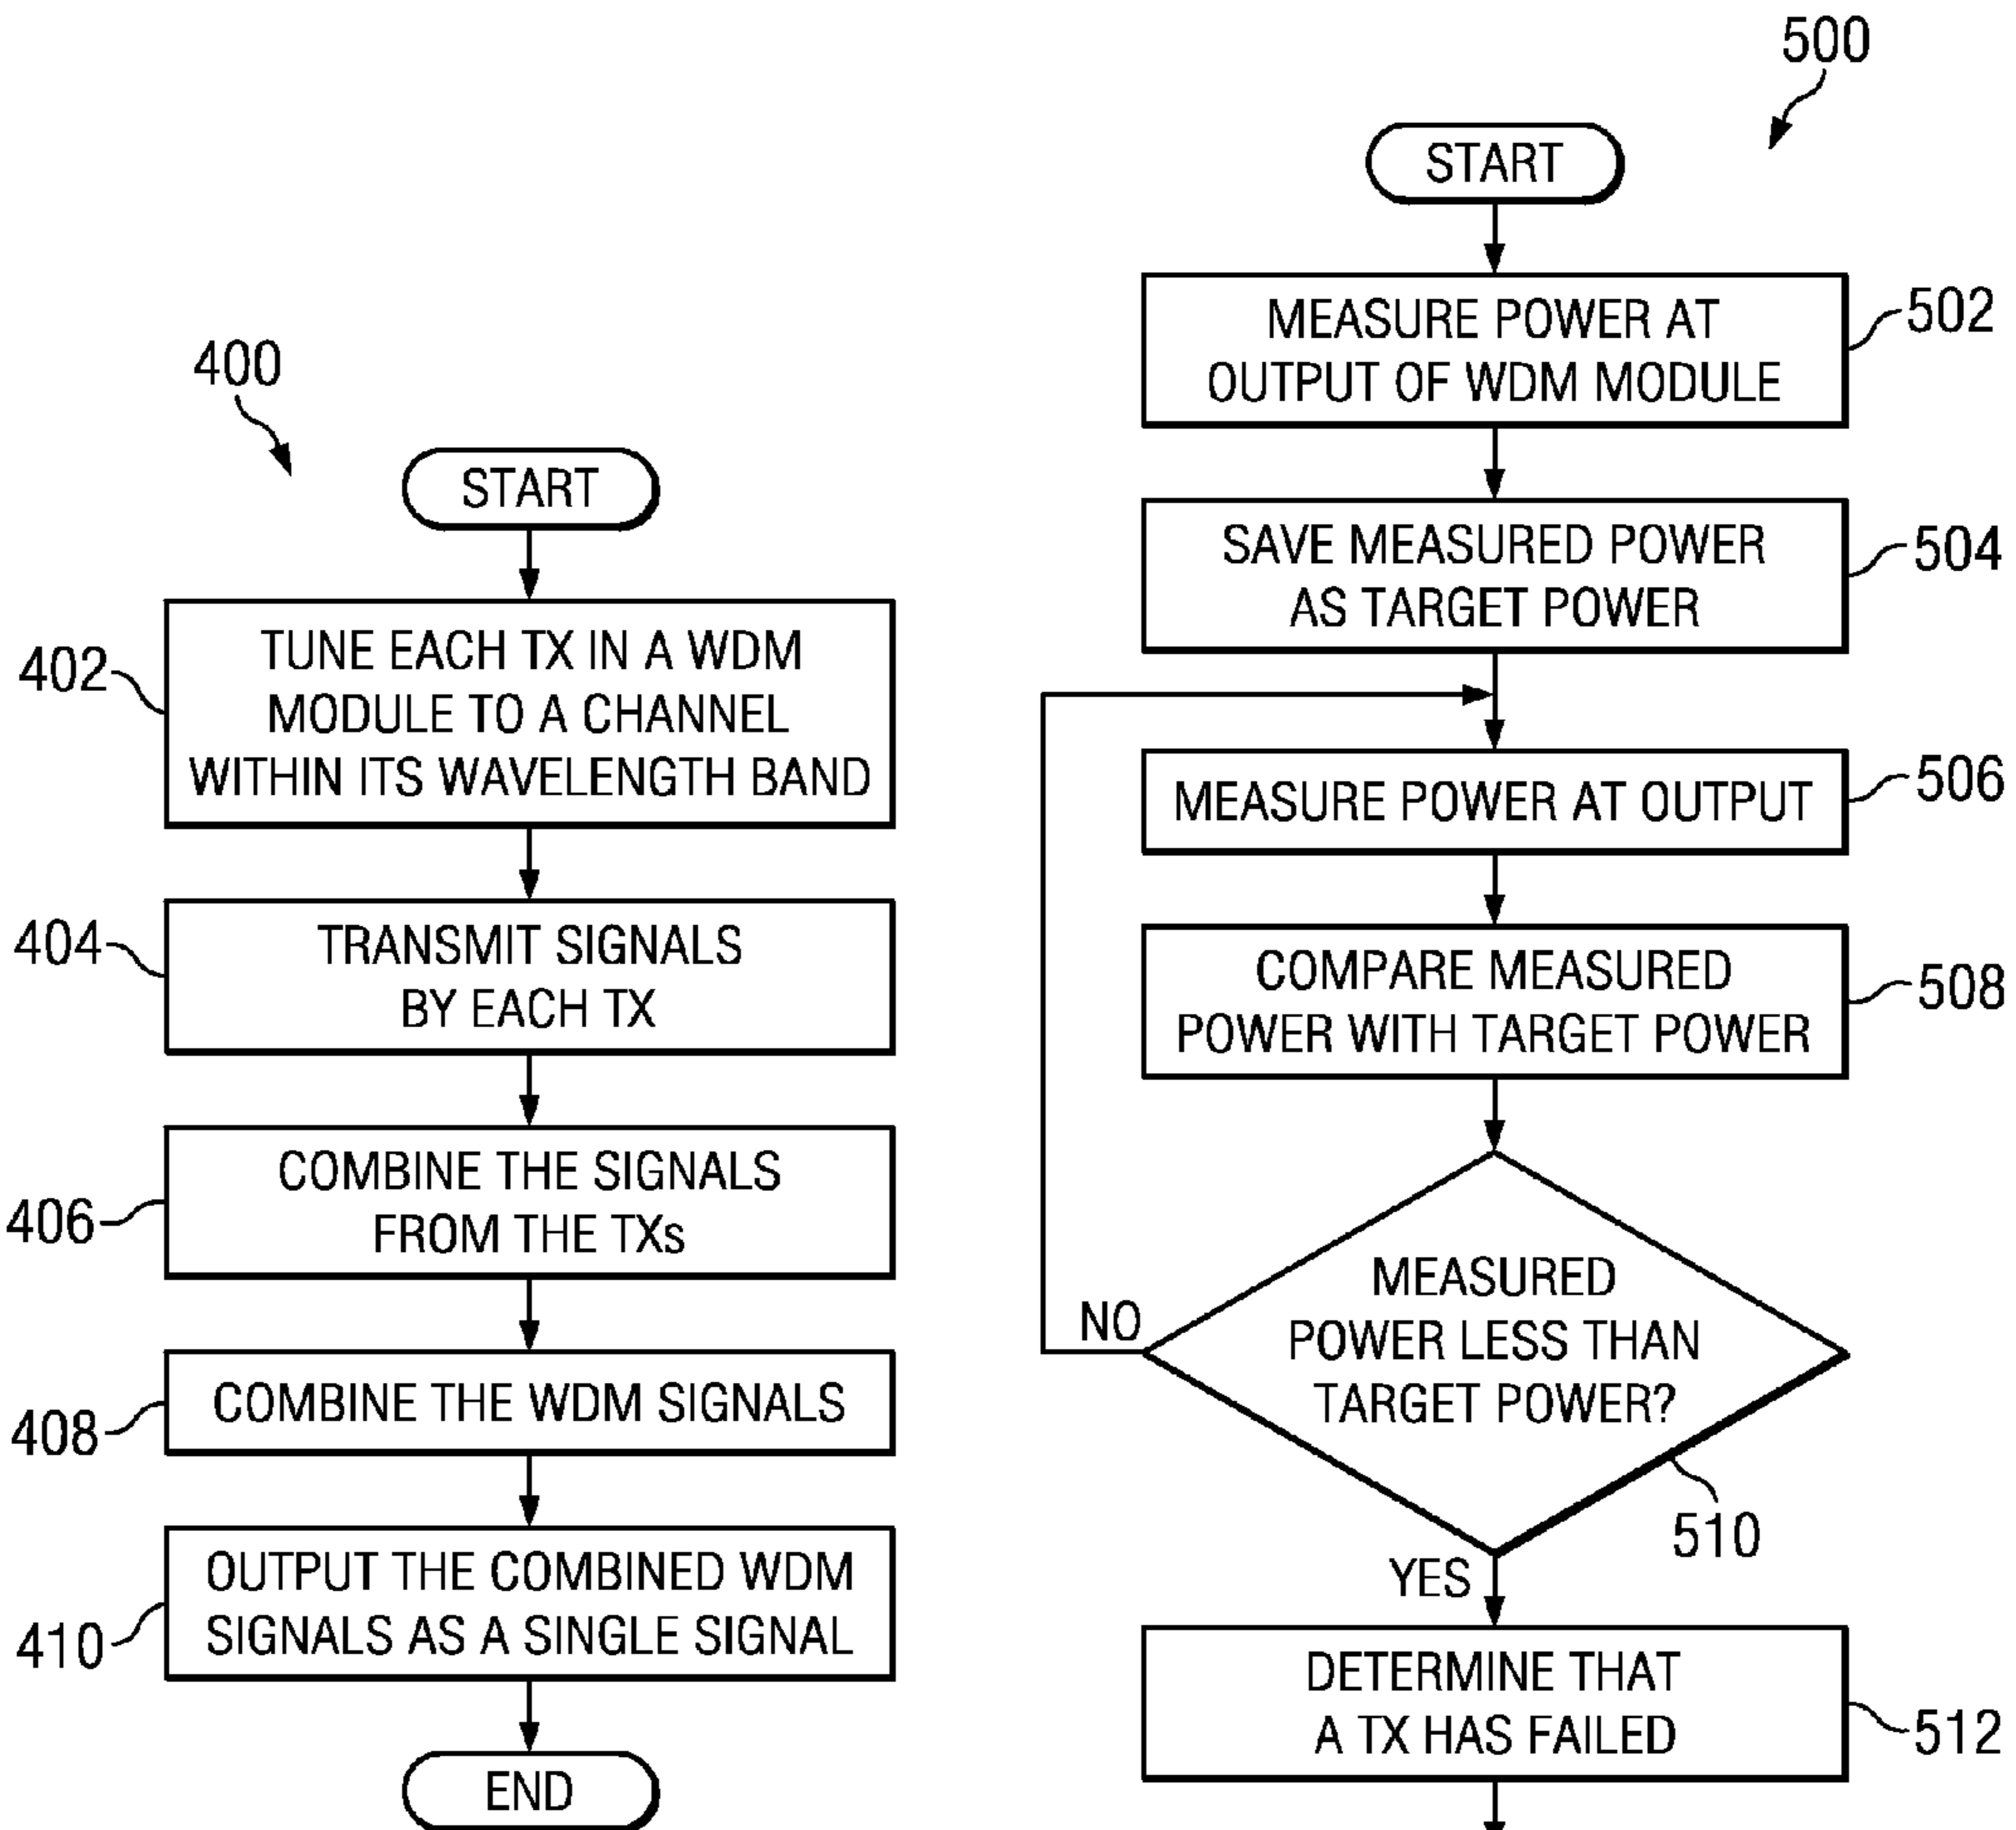 400
START
402
TUNE EACH TX IN A WDM
MODULE TO A CHANNEL
WITHIN ITS WAVELENGTH BAND
404
TRANSMIT SIGNALS
BY EACH TX
406
COMBINE THE SIGNALS
FROM THE TXs
408
COMBINE THE WDM SIGNALS
410
OUTPUT THE COMBINED WDM
SIGNALS AS A SINGLE SIGNAL
END
500
START
MEASURE POWER AT
OUTPUT OF WDM MODULE
502
SAVE MEASURED POWER
AS TARGET POWER
504
MEASURE POWER AT OUTPUT
506
COMPARE MEASURED
POWER WITH TARGET POWER
508
MEASURED
POWER LESS THAN
TARGET POWER?
NO
510
YES
DETERMINE THAT
A TX HAS FAILED
512